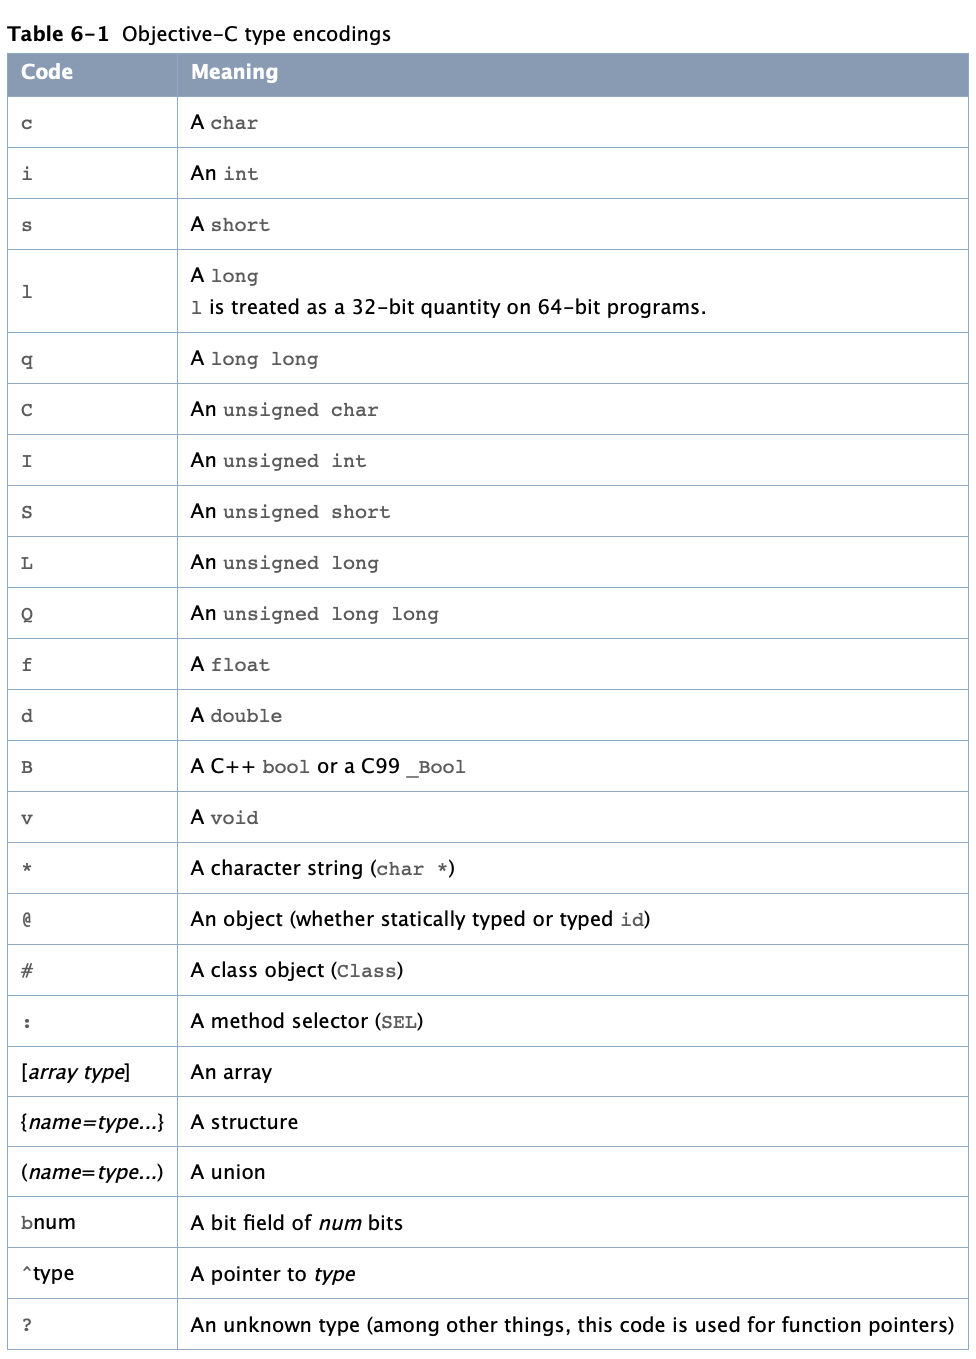 Table 6-1 Objective-C type encodings
Code Meaning
c A char
i An int
s A short
l A long
l is treated as a 32-bit quantity on 64-bit programs.
q A long long
C An unsigned char
I An unsigned int
S An unsigned short
L An unsigned long
Q An unsigned long long
f A float
d A double
B A C++ bool or a C99 _Bool
v A void
* A character string (char *)
@ An object (whether statically typed or typed id)
# A class object (Class)
: A method selector (SEL)
[array type] An array
{name=type...} A structure
(name=type...) A union
bnum A bit field of num bits
^type A pointer to type
? An unknown type (among other things, this code is used for function pointers)